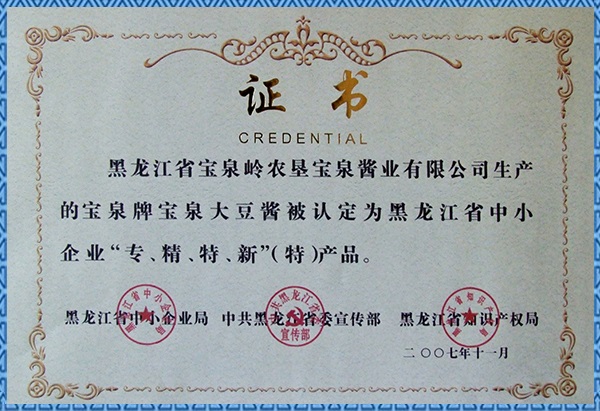 证书
CREDENTIAL
黑龙江省宝泉岭农垦宝泉酱业有限公司生产
的宝泉牌宝泉大豆酱被认定为黑龙江省中小
企业“专、精、特、新”(特)产品。
黑龙江省中小企业局 中共黑龙江省委宣传部 黑龙江省知识产权局
二〇〇七年十一月